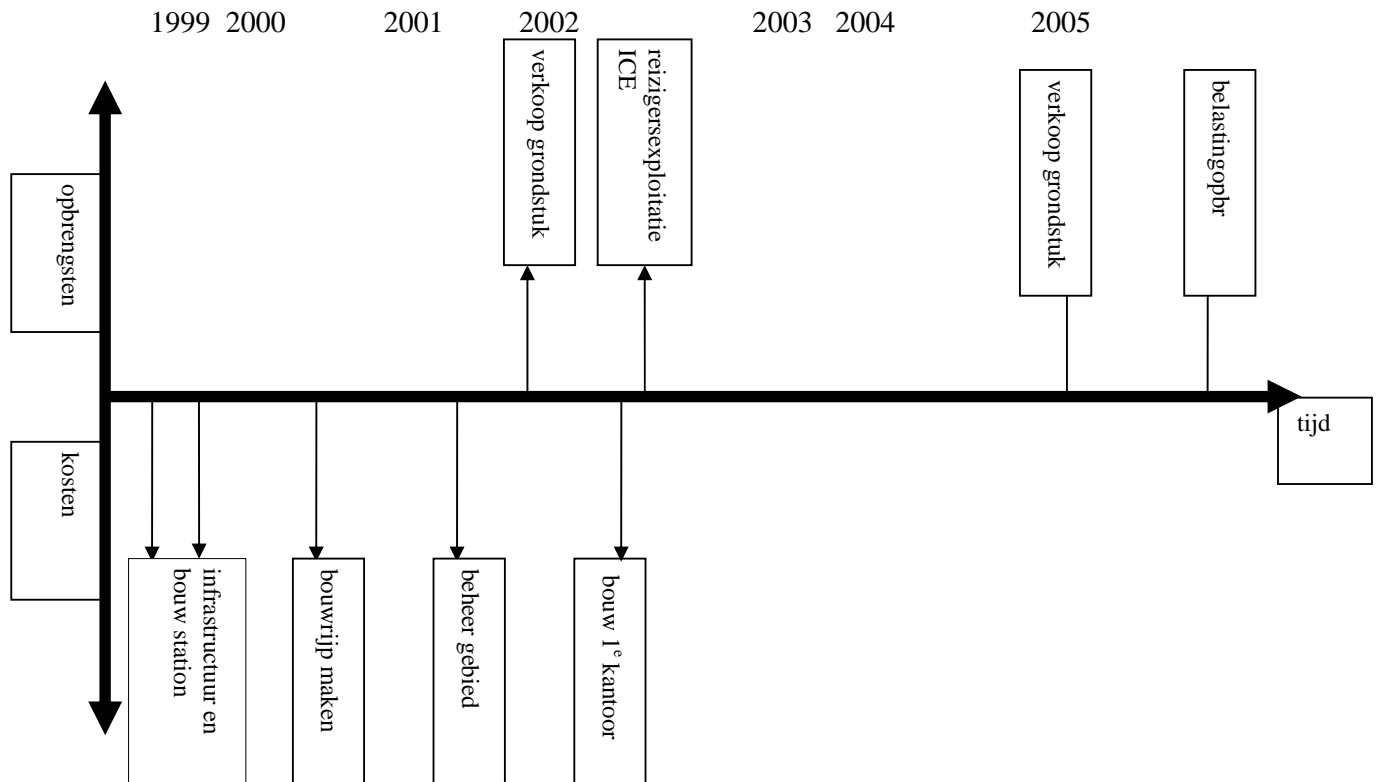 1999 2000 2001 2002 2003 2004 2005
verkoop grondstuk
reizigersexploitatie
ICE
verkoop grondstuk
belastingopbr
opbrengsten
kosten
tijd
infrastructuur en
bouw station
bouwrijp maken
beheer gebied
bouw 1e kantoor